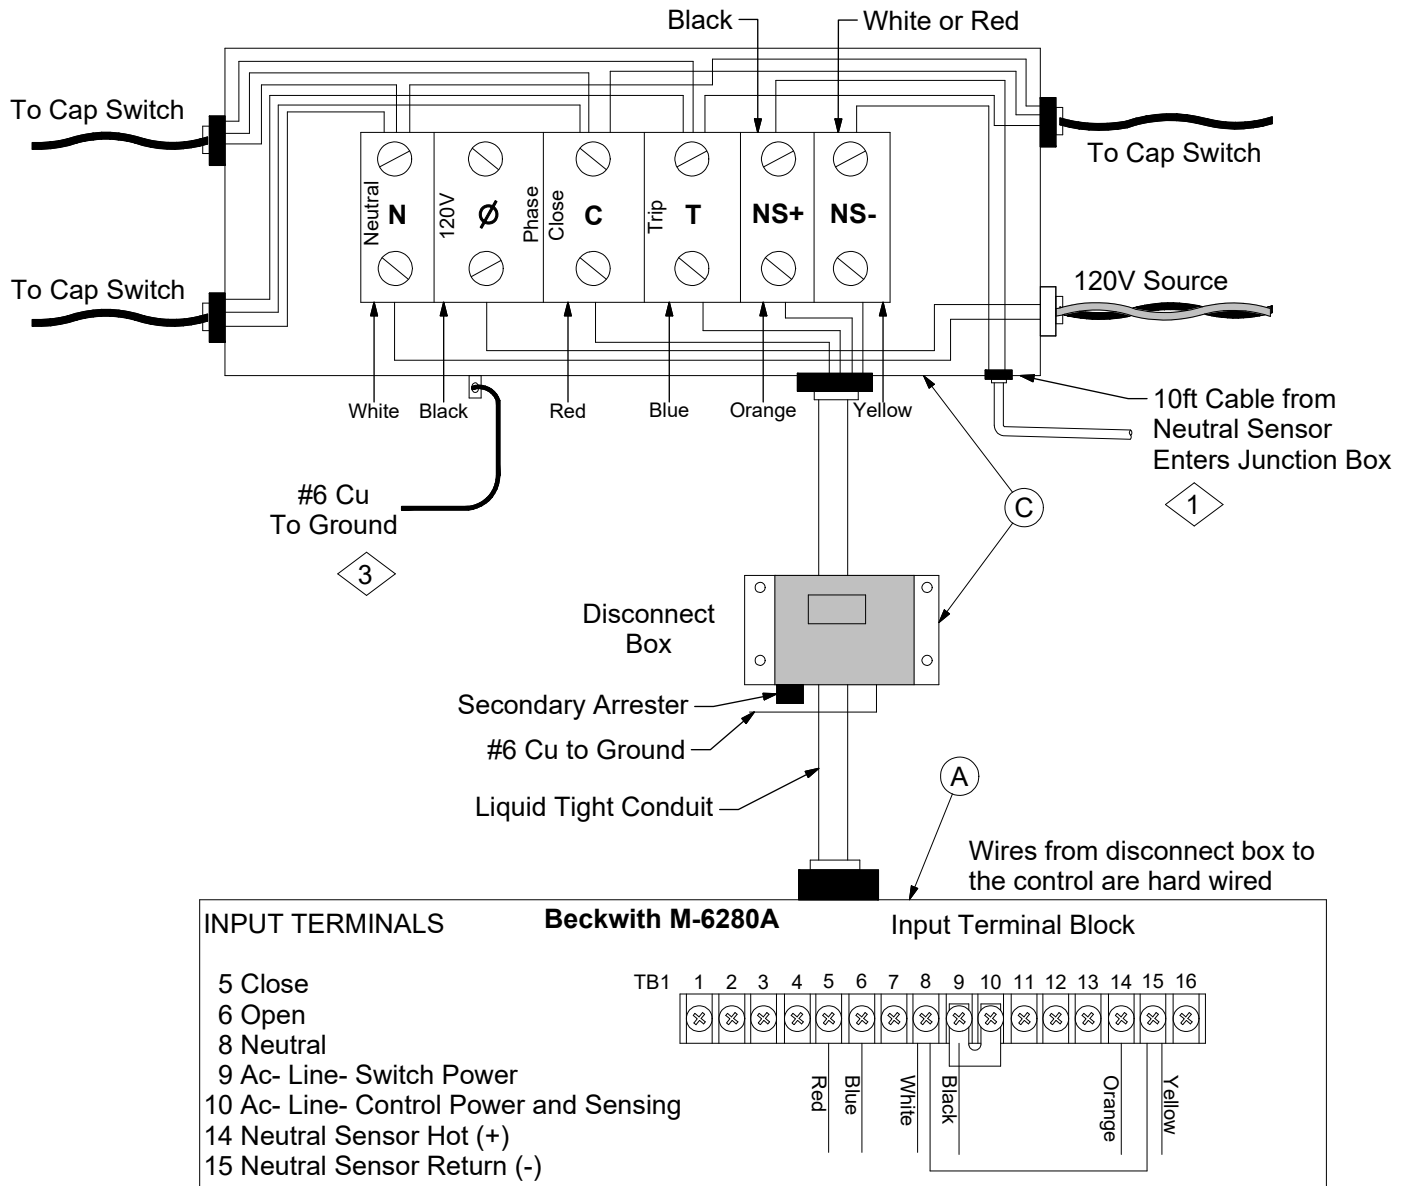 Black
White or Red
To Cap Switch
To Cap Switch
Neutral
N
120V
Ø
Phase
Close
C
Trip
T
NS+
NS-
To Cap Switch
120V Source
White
Black
Red
Blue
Orange
Yellow
10ft Cable from
Neutral Sensor
Enters Junction Box
1
#6 Cu
To Ground
3
C
Disconnect
Box
Secondary Arrester
#6 Cu to Ground
Liquid Tight Conduit
A
Wires from disconnect box to
the control are hard wired
INPUT TERMINALS
Beckwith M-6280A
Input Terminal Block
5 Close
6 Open
8 Neutral
9 Ac- Line- Switch Power
10 Ac- Line- Control Power and Sensing
14 Neutral Sensor Hot (+)
15 Neutral Sensor Return (-)
TB1 1 2 3 4 5 6 7 8 9 10 11 12 13 14 15 16
Red
Blue
White
Black
Orange
Yellow